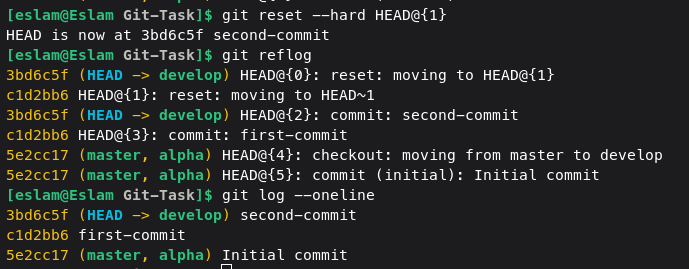 [eslam@Eslam Git-Task]$ git reset --hard HEAD@{1}
HEAD is now at 3bd6c5f second-commit
[eslam@Eslam Git-Task]$ git reflog
3bd6c5f (HEAD -> develop) HEAD@{0}: reset: moving to HEAD@{1}
c1d2bb6 HEAD@{1}: reset: moving to HEAD~1
3bd6c5f (HEAD -> develop) HEAD@{2}: commit: second-commit
c1d2bb6 HEAD@{3}: commit: first-commit
5e2cc17 (master, alpha) HEAD@{4}: checkout: moving from master to develop
5e2cc17 (master, alpha) HEAD@{5}: commit (initial): Initial commit
[eslam@Eslam Git-Task]$ git log --oneline
3bd6c5f (HEAD -> develop) second-commit
c1d2bb6 first-commit
5e2cc17 (master, alpha) Initial commit